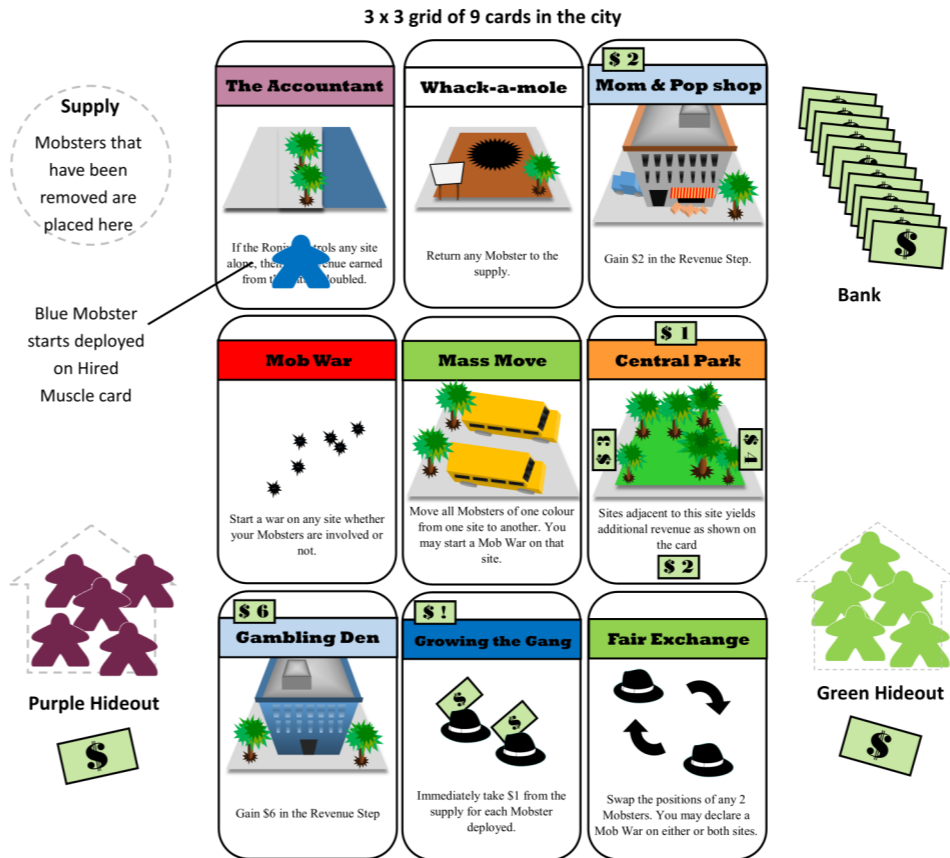 3 x 3 grid of 9 cards in the city
Supply
Mobsters that
have been
removed are
placed here
The Accountant
If the Ronin
trols any site
alone, the
enue earned
from
oubled.
Whack-a-mole
Return any Mobster to the
supply.
$ 2
Mom & Pop shop
Gain $2 in the Revenue Step.
$
Bank
Blue Mobster
starts deployed
on Hired
Muscle card
Mob War
Start a war on any site whether
your Mobsters are involved or
not.
Mass Move
Move all Mobsters of one colour
from one site to another. You
may start a Mob War on that
site.
$ 1
Central Park
$ 3
$ 4
Sites adjacent to this site yields
additional revenue as shown on
the card
$ 2
Purple Hideout
$
$ 6
Gambling Den
Gain $6 in the Revenue Step
$ !
Growing the Gang
$
$
Immediately take $1 from the
supply for each Mobster
deployed.
Fair Exchange
Swap the positions of any 2
Mobsters. You may declare a
Mob War on either or both sites.
Green Hideout
$